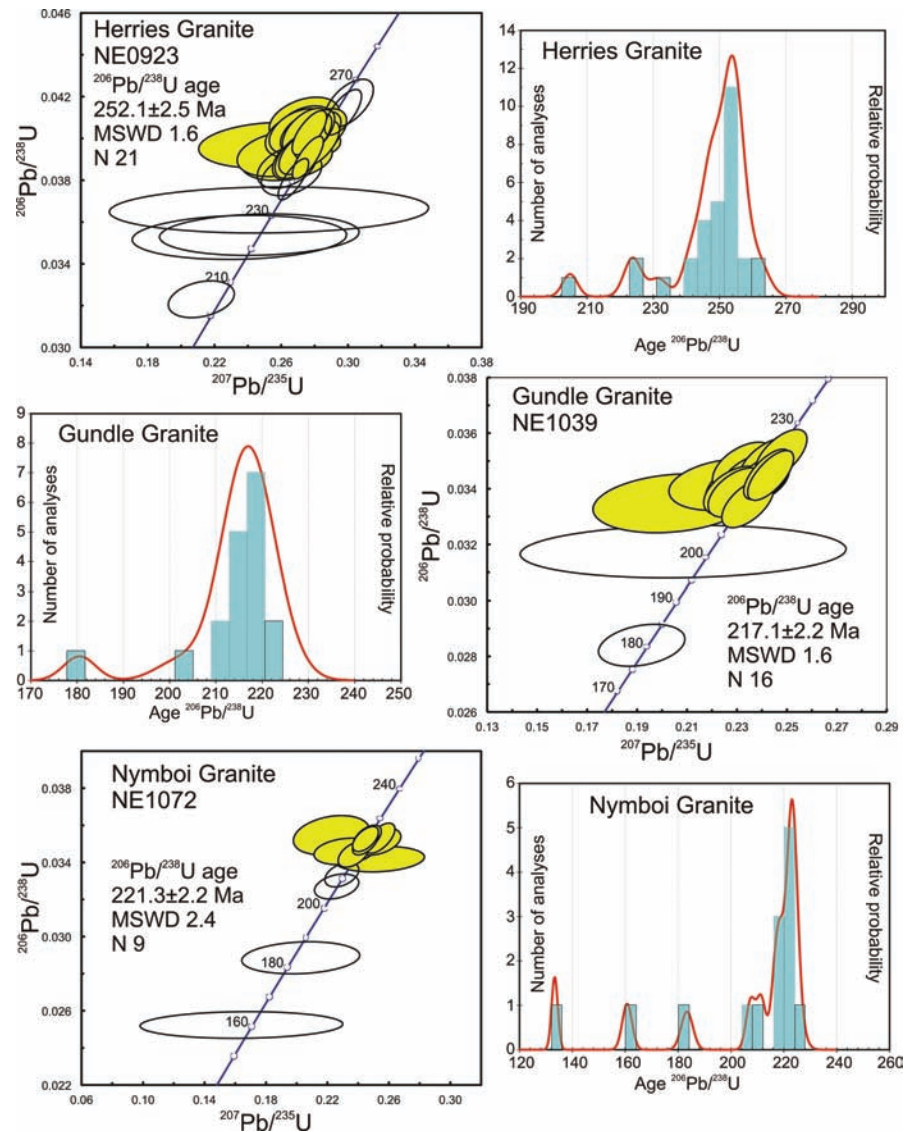 Herries Granite
NE0923
²⁰⁶Pb/²³⁸U age
252.1±2.5 Ma
MSWD 1.6
N 21
270
230
210
0.046
0.042
0.038
0.034
0.030
²⁰⁶Pb/²³⁸U
0.14 0.18 0.22 0.26 0.30 0.34 0.38
²⁰⁷Pb/²³⁵U
Herries Granite
14
12
10
8
6
4
2
0
Number of analyses
Relative probability
190 210 230 250 270 290
Age ²⁰⁶Pb/²³⁸U
Gundle Granite
9
8
7
6
5
4
3
2
1
0
Number of analyses
Relative probability
170 180 190 200 210 220 230 240 250
Age ²⁰⁶Pb/²³⁸U
Gundle Granite
NE1039
230
200
190
180
170
²⁰⁶Pb/²³⁸U age
217.1±2.2 Ma
MSWD 1.6
N 16
0.038
0.036
0.034
0.032
0.030
0.028
0.026
²⁰⁶Pb/²³⁸U
0.13 0.15 0.17 0.19 0.21 0.23 0.25 0.27 0.29
²⁰⁷Pb/²³⁵U
Nymboi Granite
NE1072
²⁰⁶Pb/²³⁸U age
221.3±2.2 Ma
MSWD 2.4
N 9
240
200
180
160
0.038
0.034
0.030
0.026
0.022
²⁰⁶Pb/²³⁸U
0.06 0.10 0.14 0.18 0.22 0.26 0.30
²⁰⁷Pb/²³⁵U
Nymboi Granite
6
5
4
3
2
1
0
Number of analyses
Relative probability
120 140 160 180 200 220 240 260
Age ²⁰⁶Pb/²³⁸U